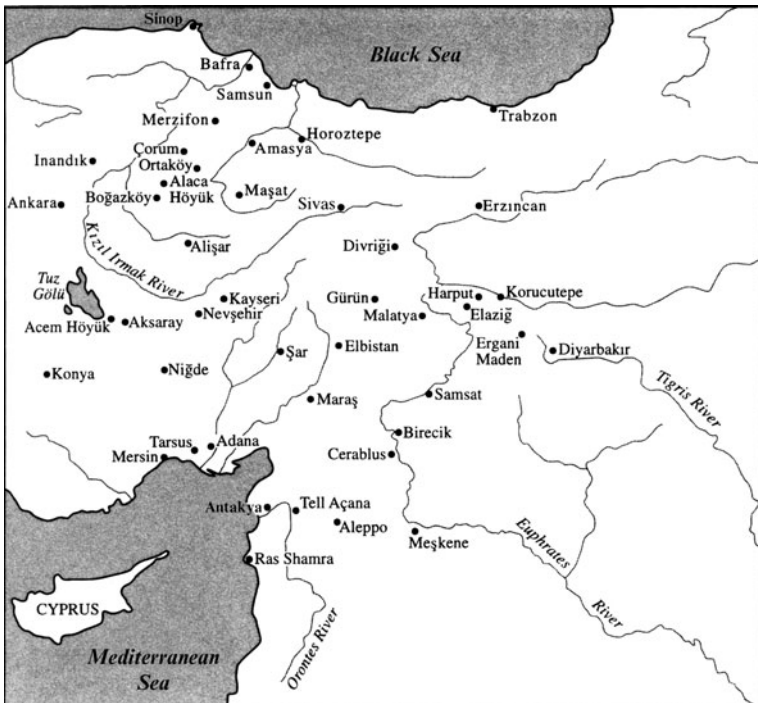 Sinop
Black Sea
Bafra
Samsun
Trabzon
Merzifon
Horoztepe
Çorum
Amasya
Inandık
Ortaköy
Alaca
Höyük
Maşat
Ankara
Boğazköy
Sivas
Erzıncan
Kızıl Irmak River
Alişar
Divriği
Tuz
Gölü
Kayseri
Gürün
Harput
Korucutepe
Nevşehir
Malatya
Elaziğ
Acem Höyük
Aksaray
Ergani
Maden
Elbistan
Şar
Diyarbakır
Konya
Niğde
Tigris River
Maraş
Samsat
Birecik
Tarsus
Adana
Mersin
Cerablus
Antakya
Tell Açana
Aleppo
Meşkene
Euphrates
River
Ras Shamra
CYPRUS
Orontes River
Mediterranean
Sea